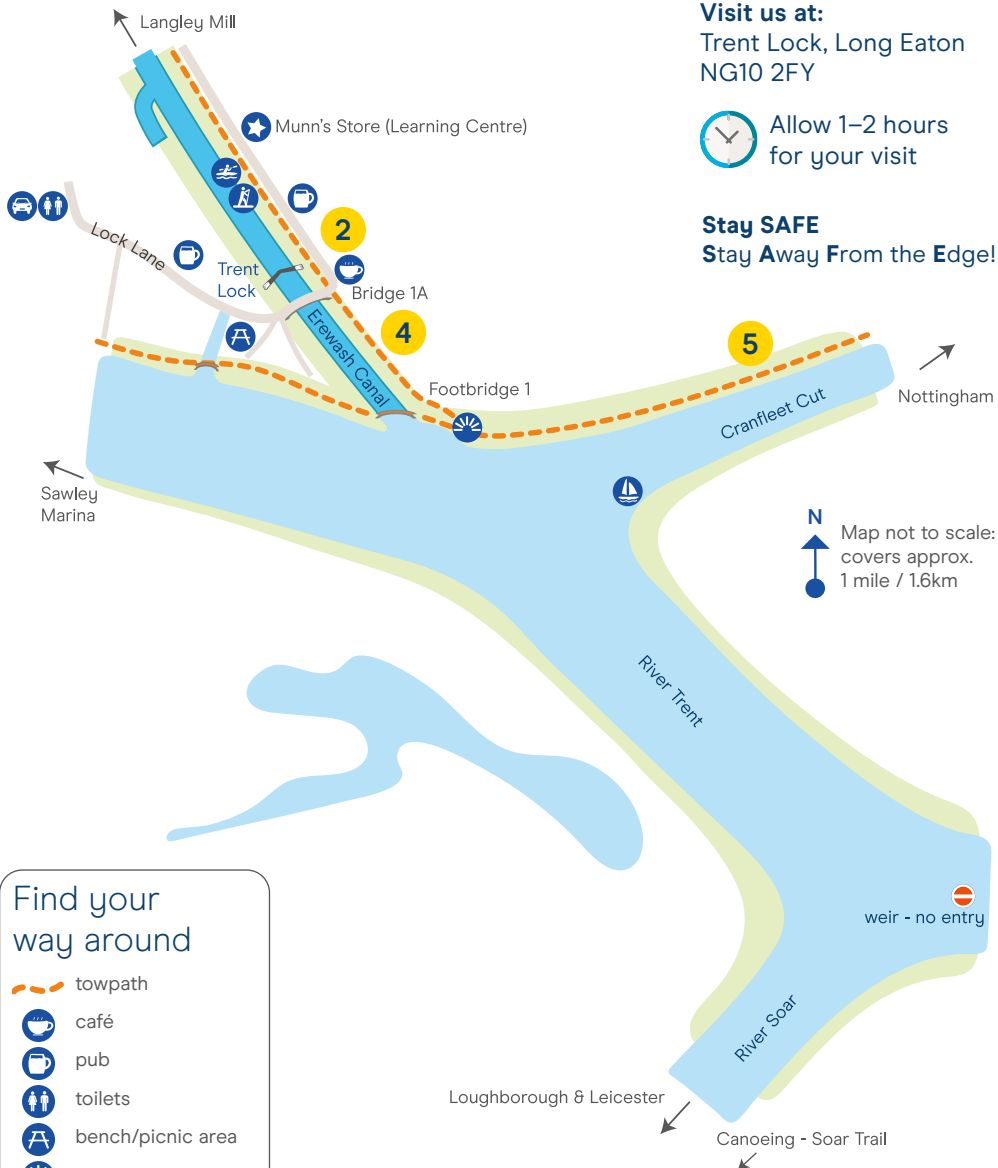 Langley Mill
Visit us at:
Trent Lock, Long Eaton
NG10 2FY
Munn's Store (Learning Centre)
Allow 1–2 hours
for your visit
Stay SAFE
Stay Away From the Edge!
Lock Lane
2
Trent
Lock
Bridge 1A
Erewash Canal
4
5
Footbridge 1
Cranfleet Cut
Nottingham
Sawley
Marina
N
Map not to scale:
covers approx.
1 mile / 1.6km
River Trent
weir - no entry
River Soar
Loughborough & Leicester
Canoeing - Soar Trail
Find your
way around
towpath
café
pub
toilets
bench/picnic area